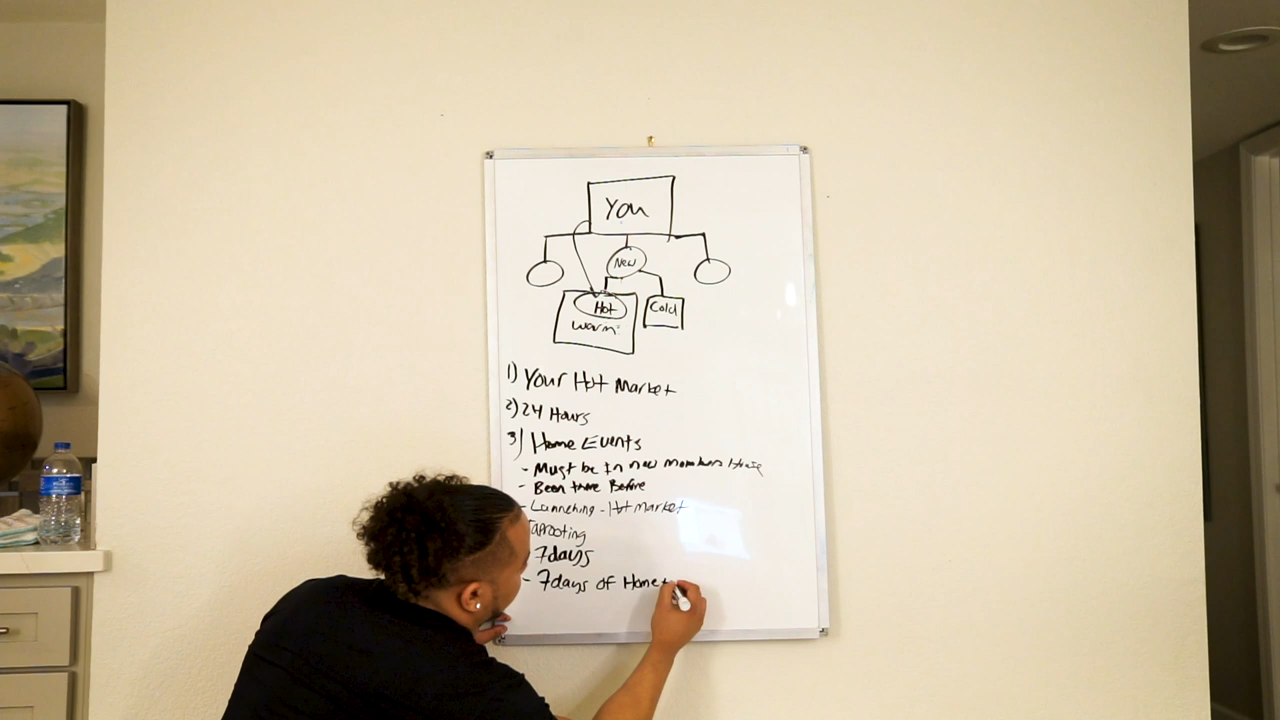 You
New
Hot
Cold
Warm:
1) Your Hot Market
2) 24 Hours
3) Home Events
- Must be In new members House
- Been there Before
- Launching - Hot market
Taprooting
7days
- 7days of Home